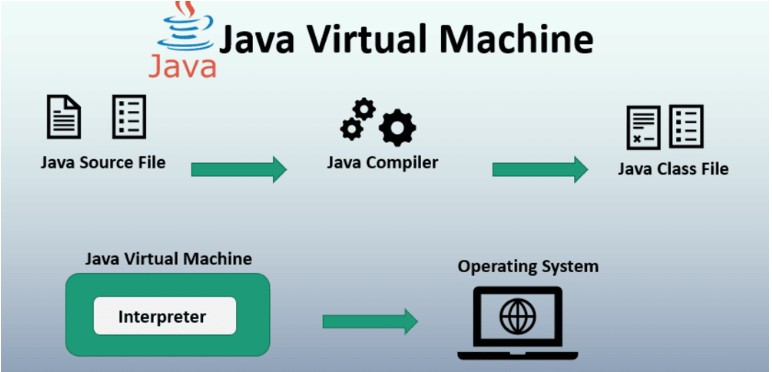 Java Virtual Machine
Java
Java Source File
Java Compiler
Java Class File
Java Virtual Machine
Operating System
Interpreter